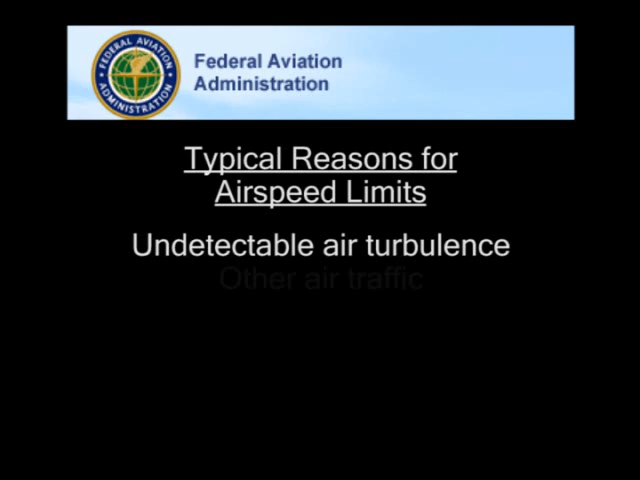 FEDERAL AVIATION
ADMINISTRATION
Federal Aviation
Administration
Typical Reasons for
Airspeed Limits
Undetectable air turbulence
Other air traffic